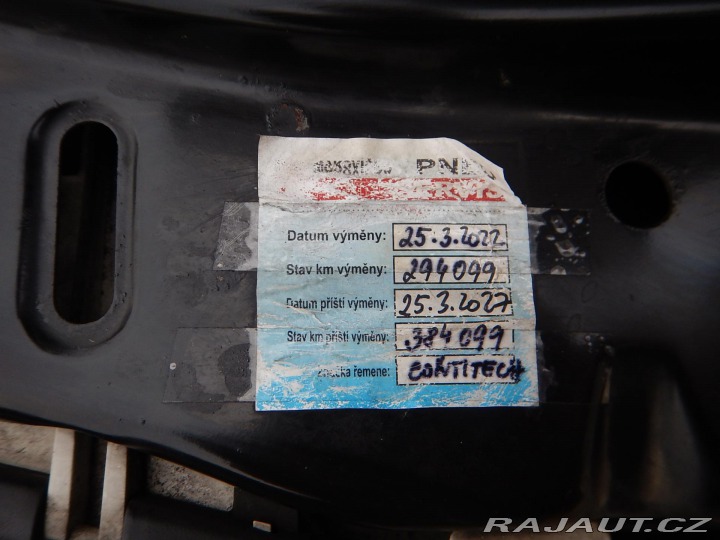 Datum výměny: 25.3.2022
Stav km výměny: 294099
Datum příští výměny: 25.3.2027
Stav km příští výměny: 384099
značka řemene: CONTITECH
RAJAUT.CZ